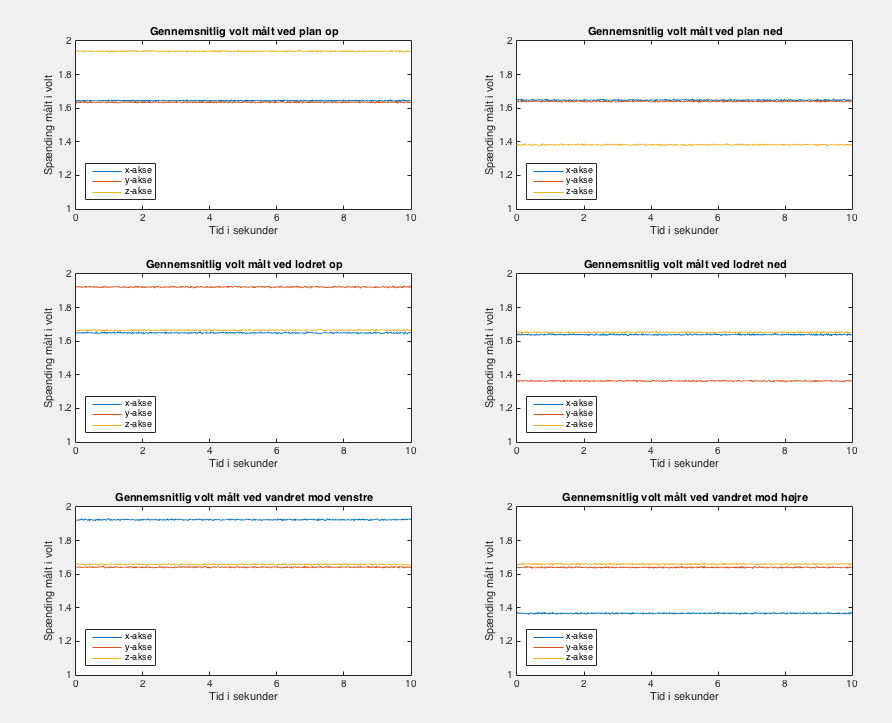 Gennemsnitlig volt målt ved plan op
Spænding målt i volt
2
1.8
1.6
1.4
1.2
1
x-akse
y-akse
z-akse
0 2 4 6 8 10
Tid i sekunder
Gennemsnitlig volt målt ved plan ned
Spænding målt i volt
2
1.8
1.6
1.4
1.2
1
x-akse
y-akse
z-akse
0 2 4 6 8 10
Tid i sekunder
Gennemsnitlig volt målt ved lodret op
Spænding målt i volt
2
1.8
1.6
1.4
1.2
1
x-akse
y-akse
z-akse
0 2 4 6 8 10
Tid i sekunder
Gennemsnitlig volt målt ved lodret ned
Spænding målt i volt
2
1.8
1.6
1.4
1.2
1
x-akse
y-akse
z-akse
0 2 4 6 8 10
Tid i sekunder
Gennemsnitlig volt målt ved vandret mod venstre
Spænding målt i volt
2
1.8
1.6
1.4
1.2
1
x-akse
y-akse
z-akse
0 2 4 6 8 10
Tid i sekunder
Gennemsnitlig volt målt ved vandret mod højre
Spænding målt i volt
2
1.8
1.6
1.4
1.2
1
x-akse
y-akse
z-akse
0 2 4 6 8 10
Tid i sekunder